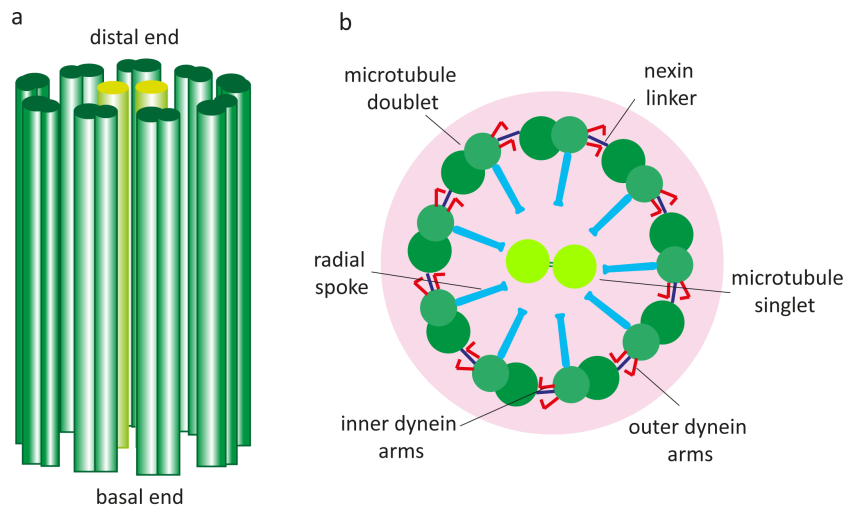 a
distal end
basal end
b
microtubule
doublet
nexin
linker
radial
spoke
microtubule
singlet
inner dynein
arms
outer dynein
arms